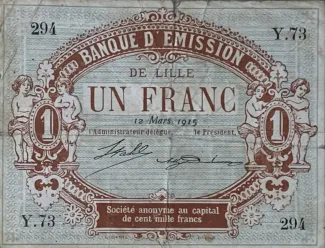 294 Y.73
BANQUE D'EMISSION
DE LILLE
UN FRANC
12 Mars 1915
L'Administrateur délégué, le Président,
1 1
Société anonyme au capital
de cent mille francs
Y.73 294